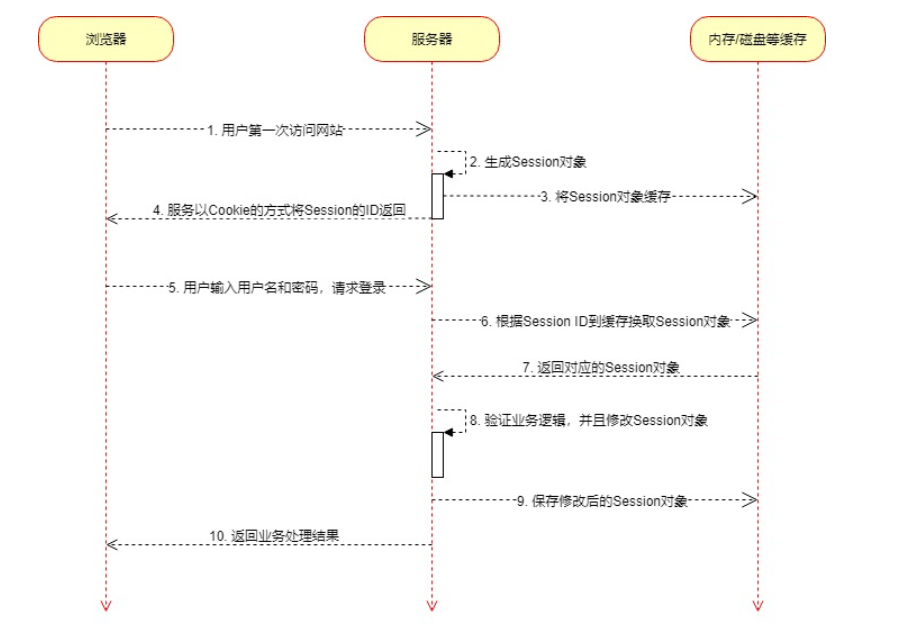 浏览器
服务器
内存/磁盘等缓存
1. 用户第一次访问网站
2. 生成Session对象
3. 将Session对象缓存
4. 服务以Cookie的方式将Session的ID返回
5. 用户输入用户名和密码，请求登录
6. 根据Session ID到缓存换取Session对象
7. 返回对应的Session对象
8. 验证业务逻辑，并且修改Session对象
9. 保存修改后的Session对象
10. 返回业务处理结果